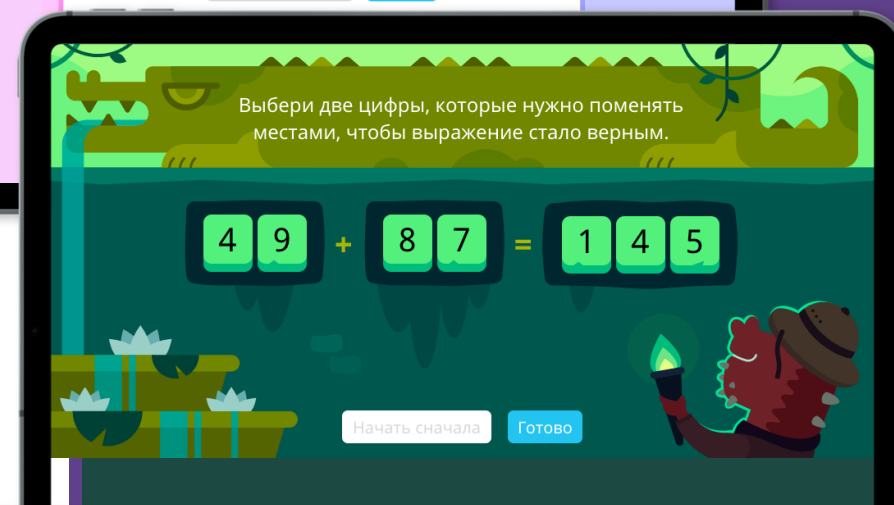 Выбери две цифры, которые нужно поменять
местами, чтобы выражение стало верным.
4 9 + 8 7 = 1 4 5
Начать сначала Готово